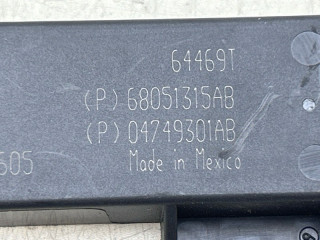 64469T
(P) 68051315AB
(P) 04749301AB
505
Made in Mexico